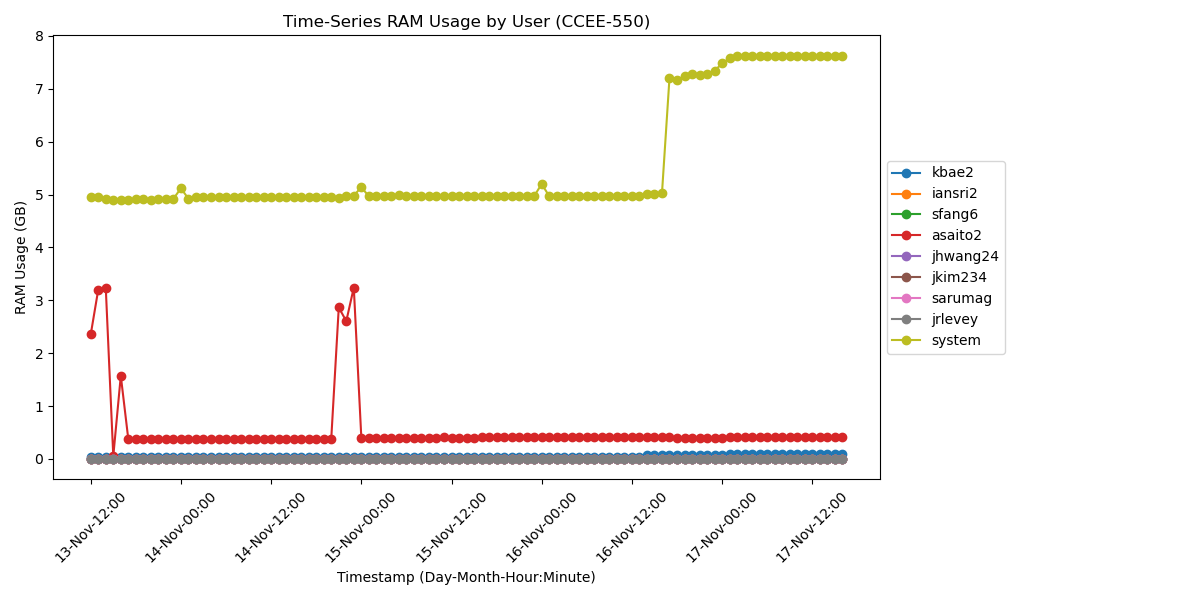 Time-Series RAM Usage by User (CCEE-550)
RAM Usage (GB)
8
7
6
5
4
3
2
1
0
13-Nov-12:00
14-Nov-00:00
14-Nov-12:00
15-Nov-00:00
15-Nov-12:00
16-Nov-00:00
16-Nov-12:00
17-Nov-00:00
17-Nov-12:00
Timestamp (Day-Month-Hour:Minute)
kbae2
iansri2
sfang6
asaito2
jhwang24
jkim234
sarumag
jrlevey
system